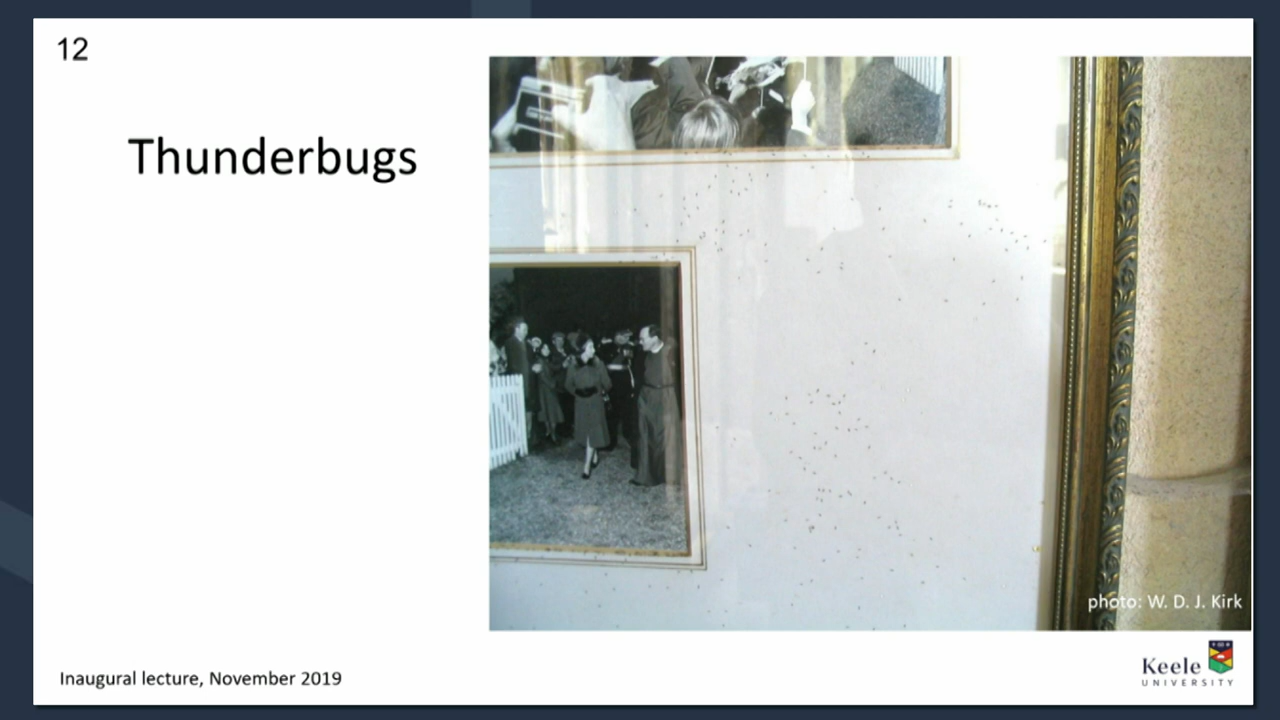 12
Thunderbugs
photo: W. D. J. Kirk
Inaugural lecture, November 2019
Keele
UNIVERSITY